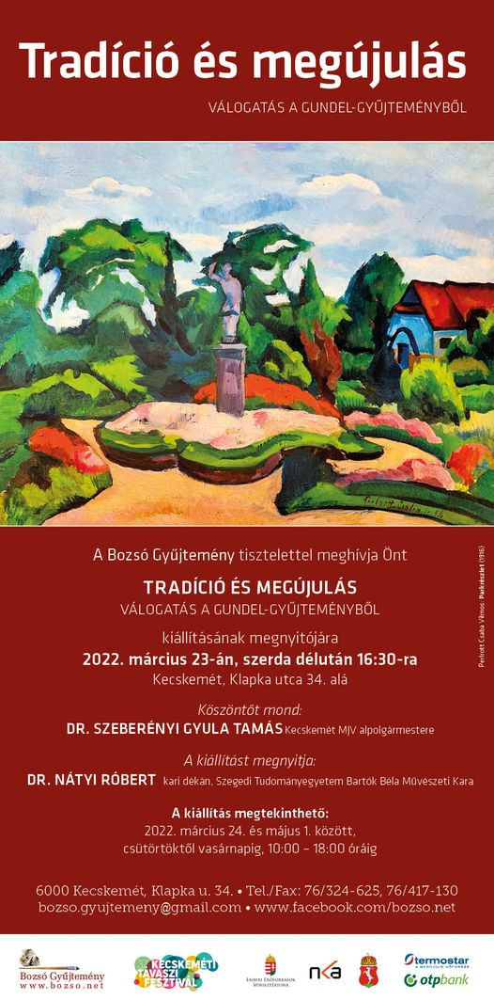 Tradíció és megújulás
VÁLOGATÁS A GUNDEL-GYŰJTEMÉNYBŐL
A Bozsó Gyűjtemény tisztelettel meghívja Önt
TRADÍCIÓ ÉS MEGÚJULÁS
VÁLOGATÁS A GUNDEL-GYŰJTEMÉNYBŐL
kiállításának megnyitójára
2022. március 23-án, szerda délután 16:30-ra
Kecskemét, Klapka utca 34. alá
Köszöntőt mond:
DR. SZEBERÉNYI GYULA TAMÁS Kecskemét MJV alpolgármestere
A kiállítást megnyitja:
DR. NÁTYI RÓBERT kari dékán, Szegedi Tudományegyetem Bartók Béla Művészeti Kara
A kiállítás megtekinthető:
2022. március 24. és május 1. között,
csütörtöktől vasárnapig, 10:00 – 18:00 óráig
6000 Kecskemét, Klapka u. 34. • Tel./Fax: 76/324-625, 76/417-130
bozso.gyujtemeny@gmail.com • www.facebook.com/bozso.net
Perlrott Csaba Vilmos: Parkrészlet (1916)
Bozsó Gyűjtemény
www.bozso.net
KECSKEMÉTI
TAVASZI
FESZTIVÁL
EMBERI ERŐFORRÁSOK
MINISZTÉRIUMA
nka
termostar
A MEGÚJULÓ HŐFORRÁS
otpbank